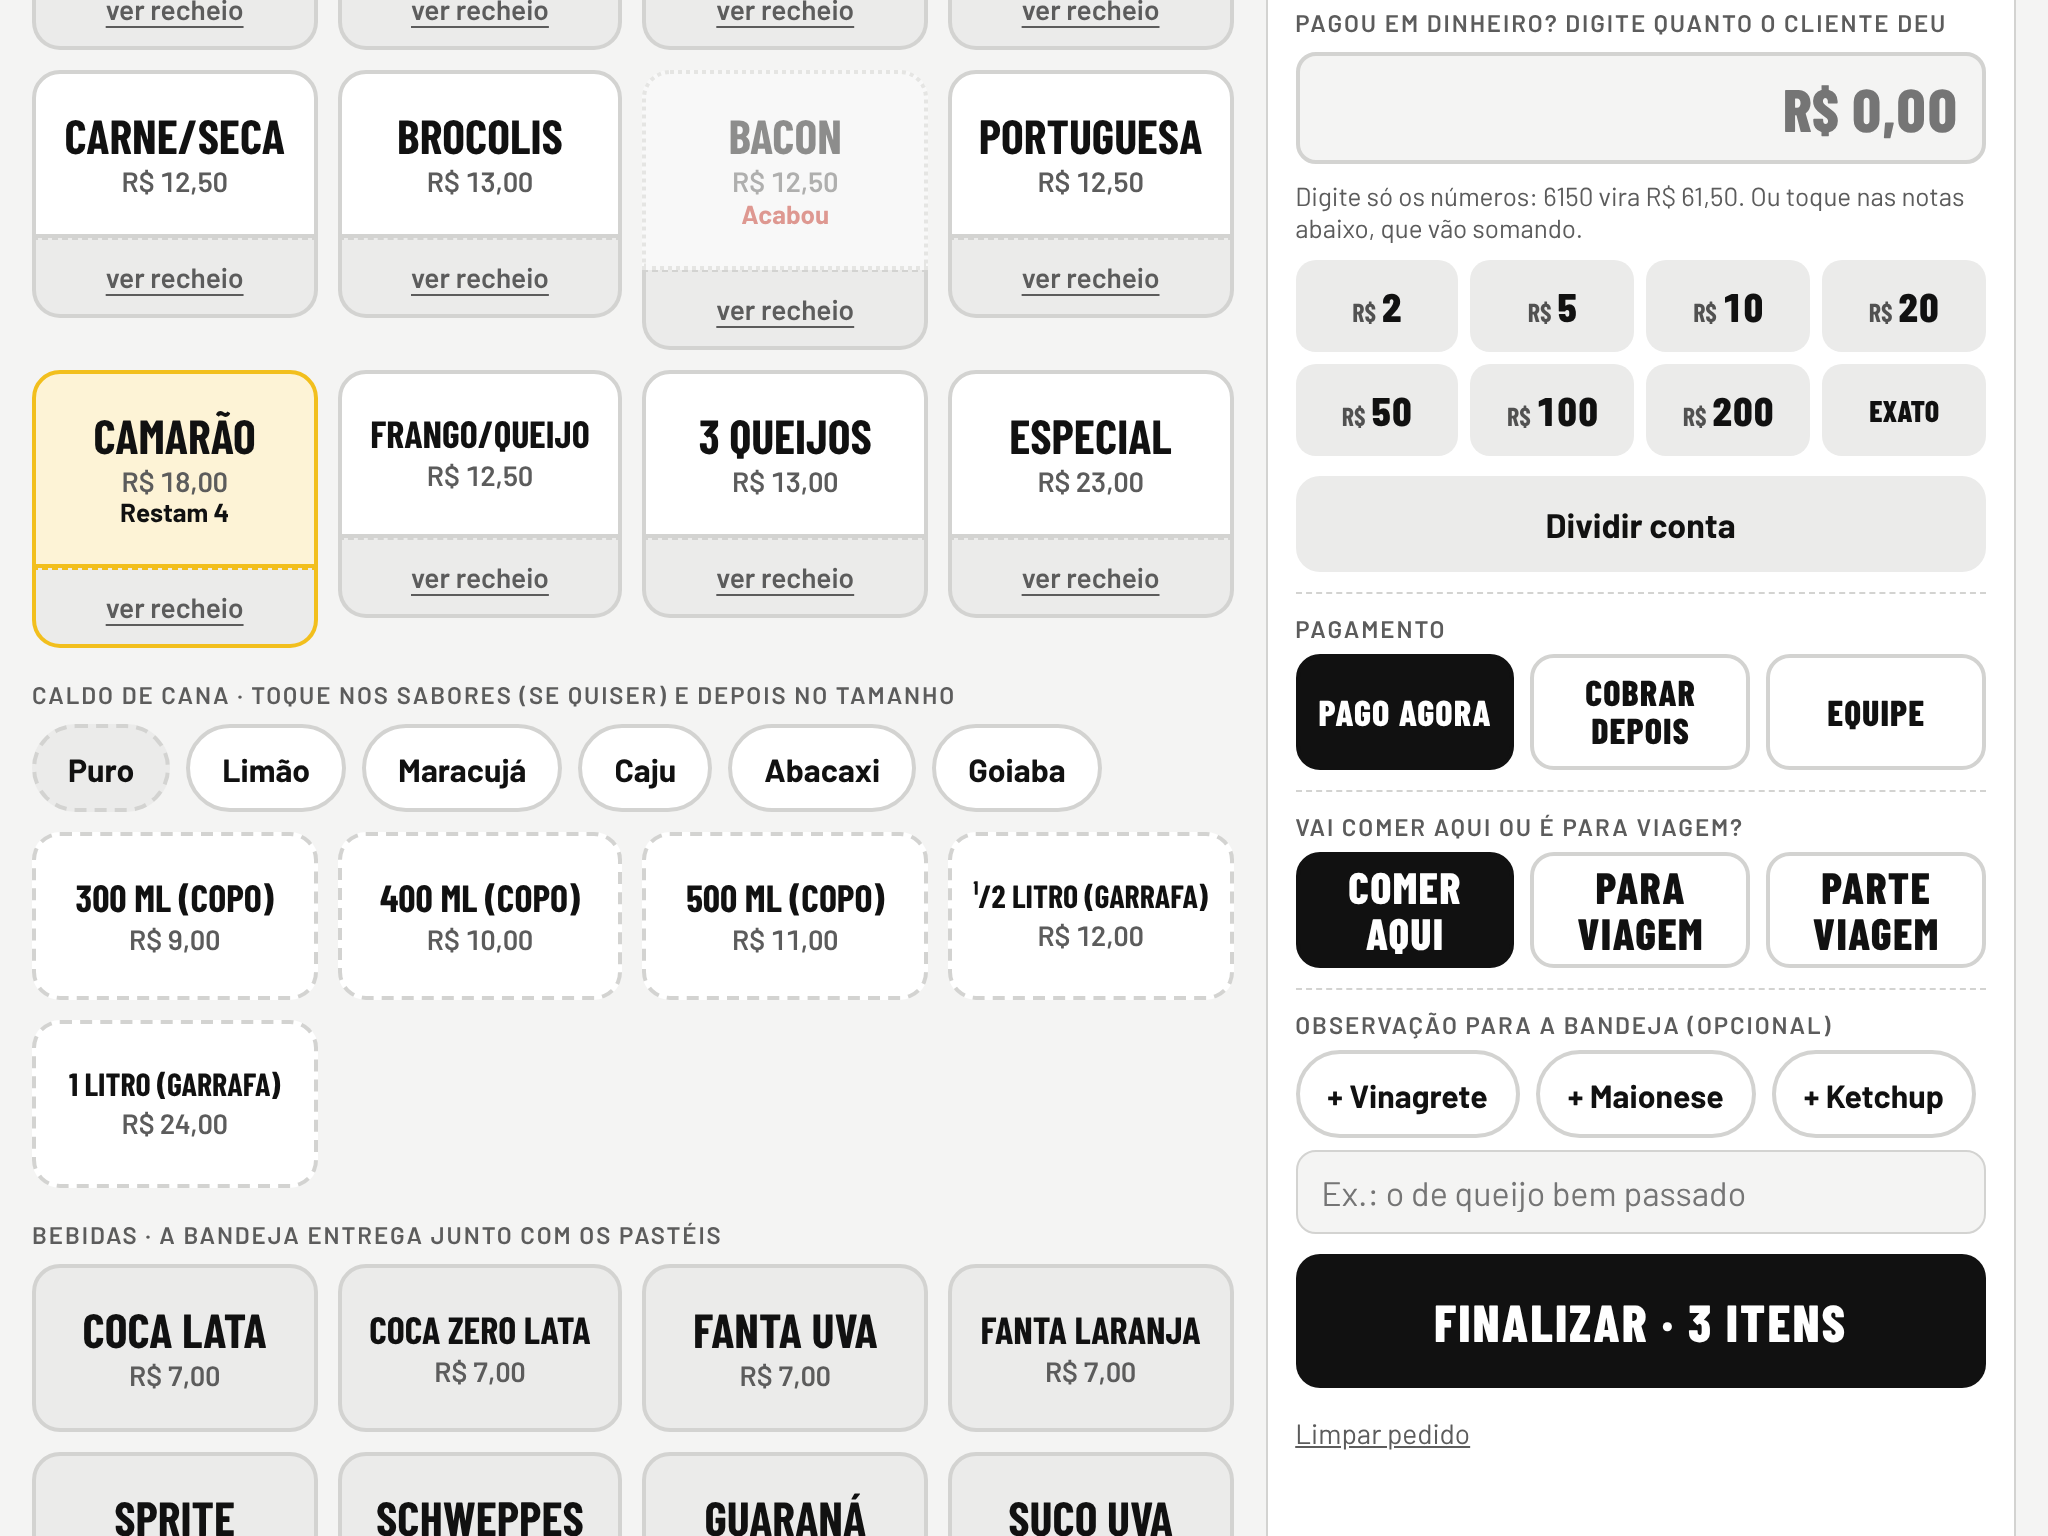 ver recheio
ver recheio
ver recheio
ver recheio
CARNE/SECA
R$ 12,50
ver recheio
BROCOLIS
R$ 13,00
ver recheio
BACON
R$ 12,50
Acabou
ver recheio
PORTUGUESA
R$ 12,50
ver recheio
CAMARÃO
R$ 18,00
Restam 4
ver recheio
FRANGO/QUEIJO
R$ 12,50
ver recheio
3 QUEIJOS
R$ 13,00
ver recheio
ESPECIAL
R$ 23,00
ver recheio
CALDO DE CANA · TOQUE NOS SABORES (SE QUISER) E DEPOIS NO TAMANHO
Puro
Limão
Maracujá
Caju
Abacaxi
Goiaba
300 ML (COPO)
R$ 9,00
400 ML (COPO)
R$ 10,00
500 ML (COPO)
R$ 11,00
1/2 LITRO (GARRAFA)
R$ 12,00
1 LITRO (GARRAFA)
R$ 24,00
BEBIDAS · A BANDEJA ENTREGA JUNTO COM OS PASTÉIS
COCA LATA
R$ 7,00
COCA ZERO LATA
R$ 7,00
FANTA UVA
R$ 7,00
FANTA LARANJA
R$ 7,00
SPRITE
SCHWEPPES
GUARANÁ
SUCO UVA
PAGOU EM DINHEIRO? DIGITE QUANTO O CLIENTE DEU
R$ 0,00
Digite só os números: 6150 vira R$ 61,50. Ou toque nas notas
abaixo, que vão somando.
R$ 2
R$ 5
R$ 10
R$ 20
R$ 50
R$ 100
R$ 200
EXATO
Dividir conta
PAGAMENTO
PAGO AGORA
COBRAR
DEPOIS
EQUIPE
VAI COMER AQUI OU É PARA VIAGEM?
COMER
AQUI
PARA
VIAGEM
PARTE
VIAGEM
OBSERVAÇÃO PARA A BANDEJA (OPCIONAL)
+ Vinagrete
+ Maionese
+ Ketchup
Ex.: o de queijo bem passado
FINALIZAR · 3 ITENS
Limpar pedido